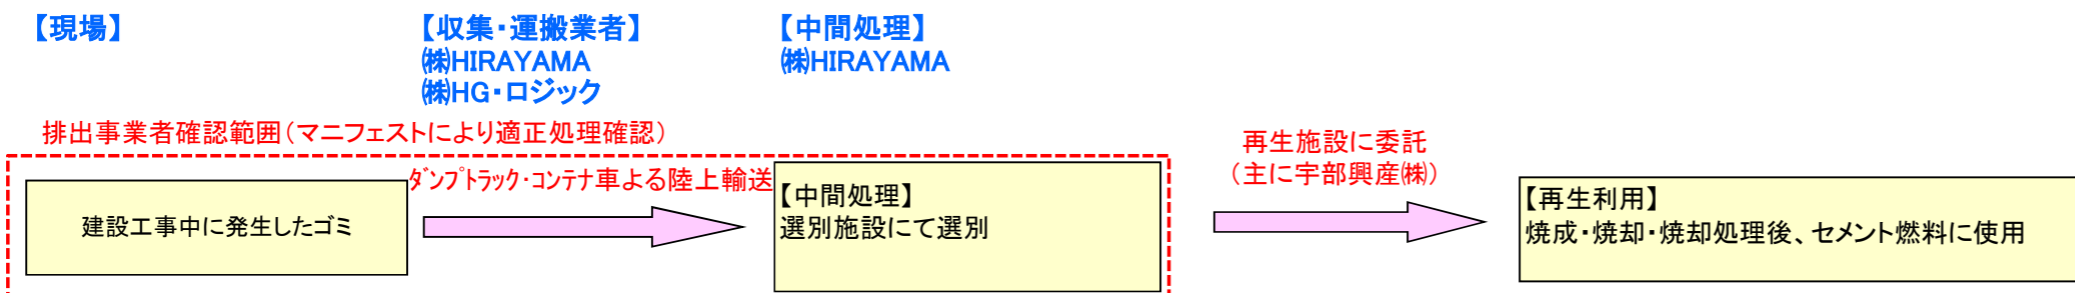 【現場】
【収集・運搬業者】
㈱HIRAYAMA
㈱HG・ロジック
【中間処理】
㈱HIRAYAMA
排出事業者確認範囲(マニフェストにより適正処理確認)
建設工事中に発生したゴミ
ﾀﾞﾝﾌﾟﾄﾗｯｸ・ｺﾝﾃﾅ車よる陸上輸送
【中間処理】
選別施設にて選別
再生施設に委託
(主に宇部興産㈱)
【再生利用】
焼成・焼却・焼却処理後、セメント燃料に使用